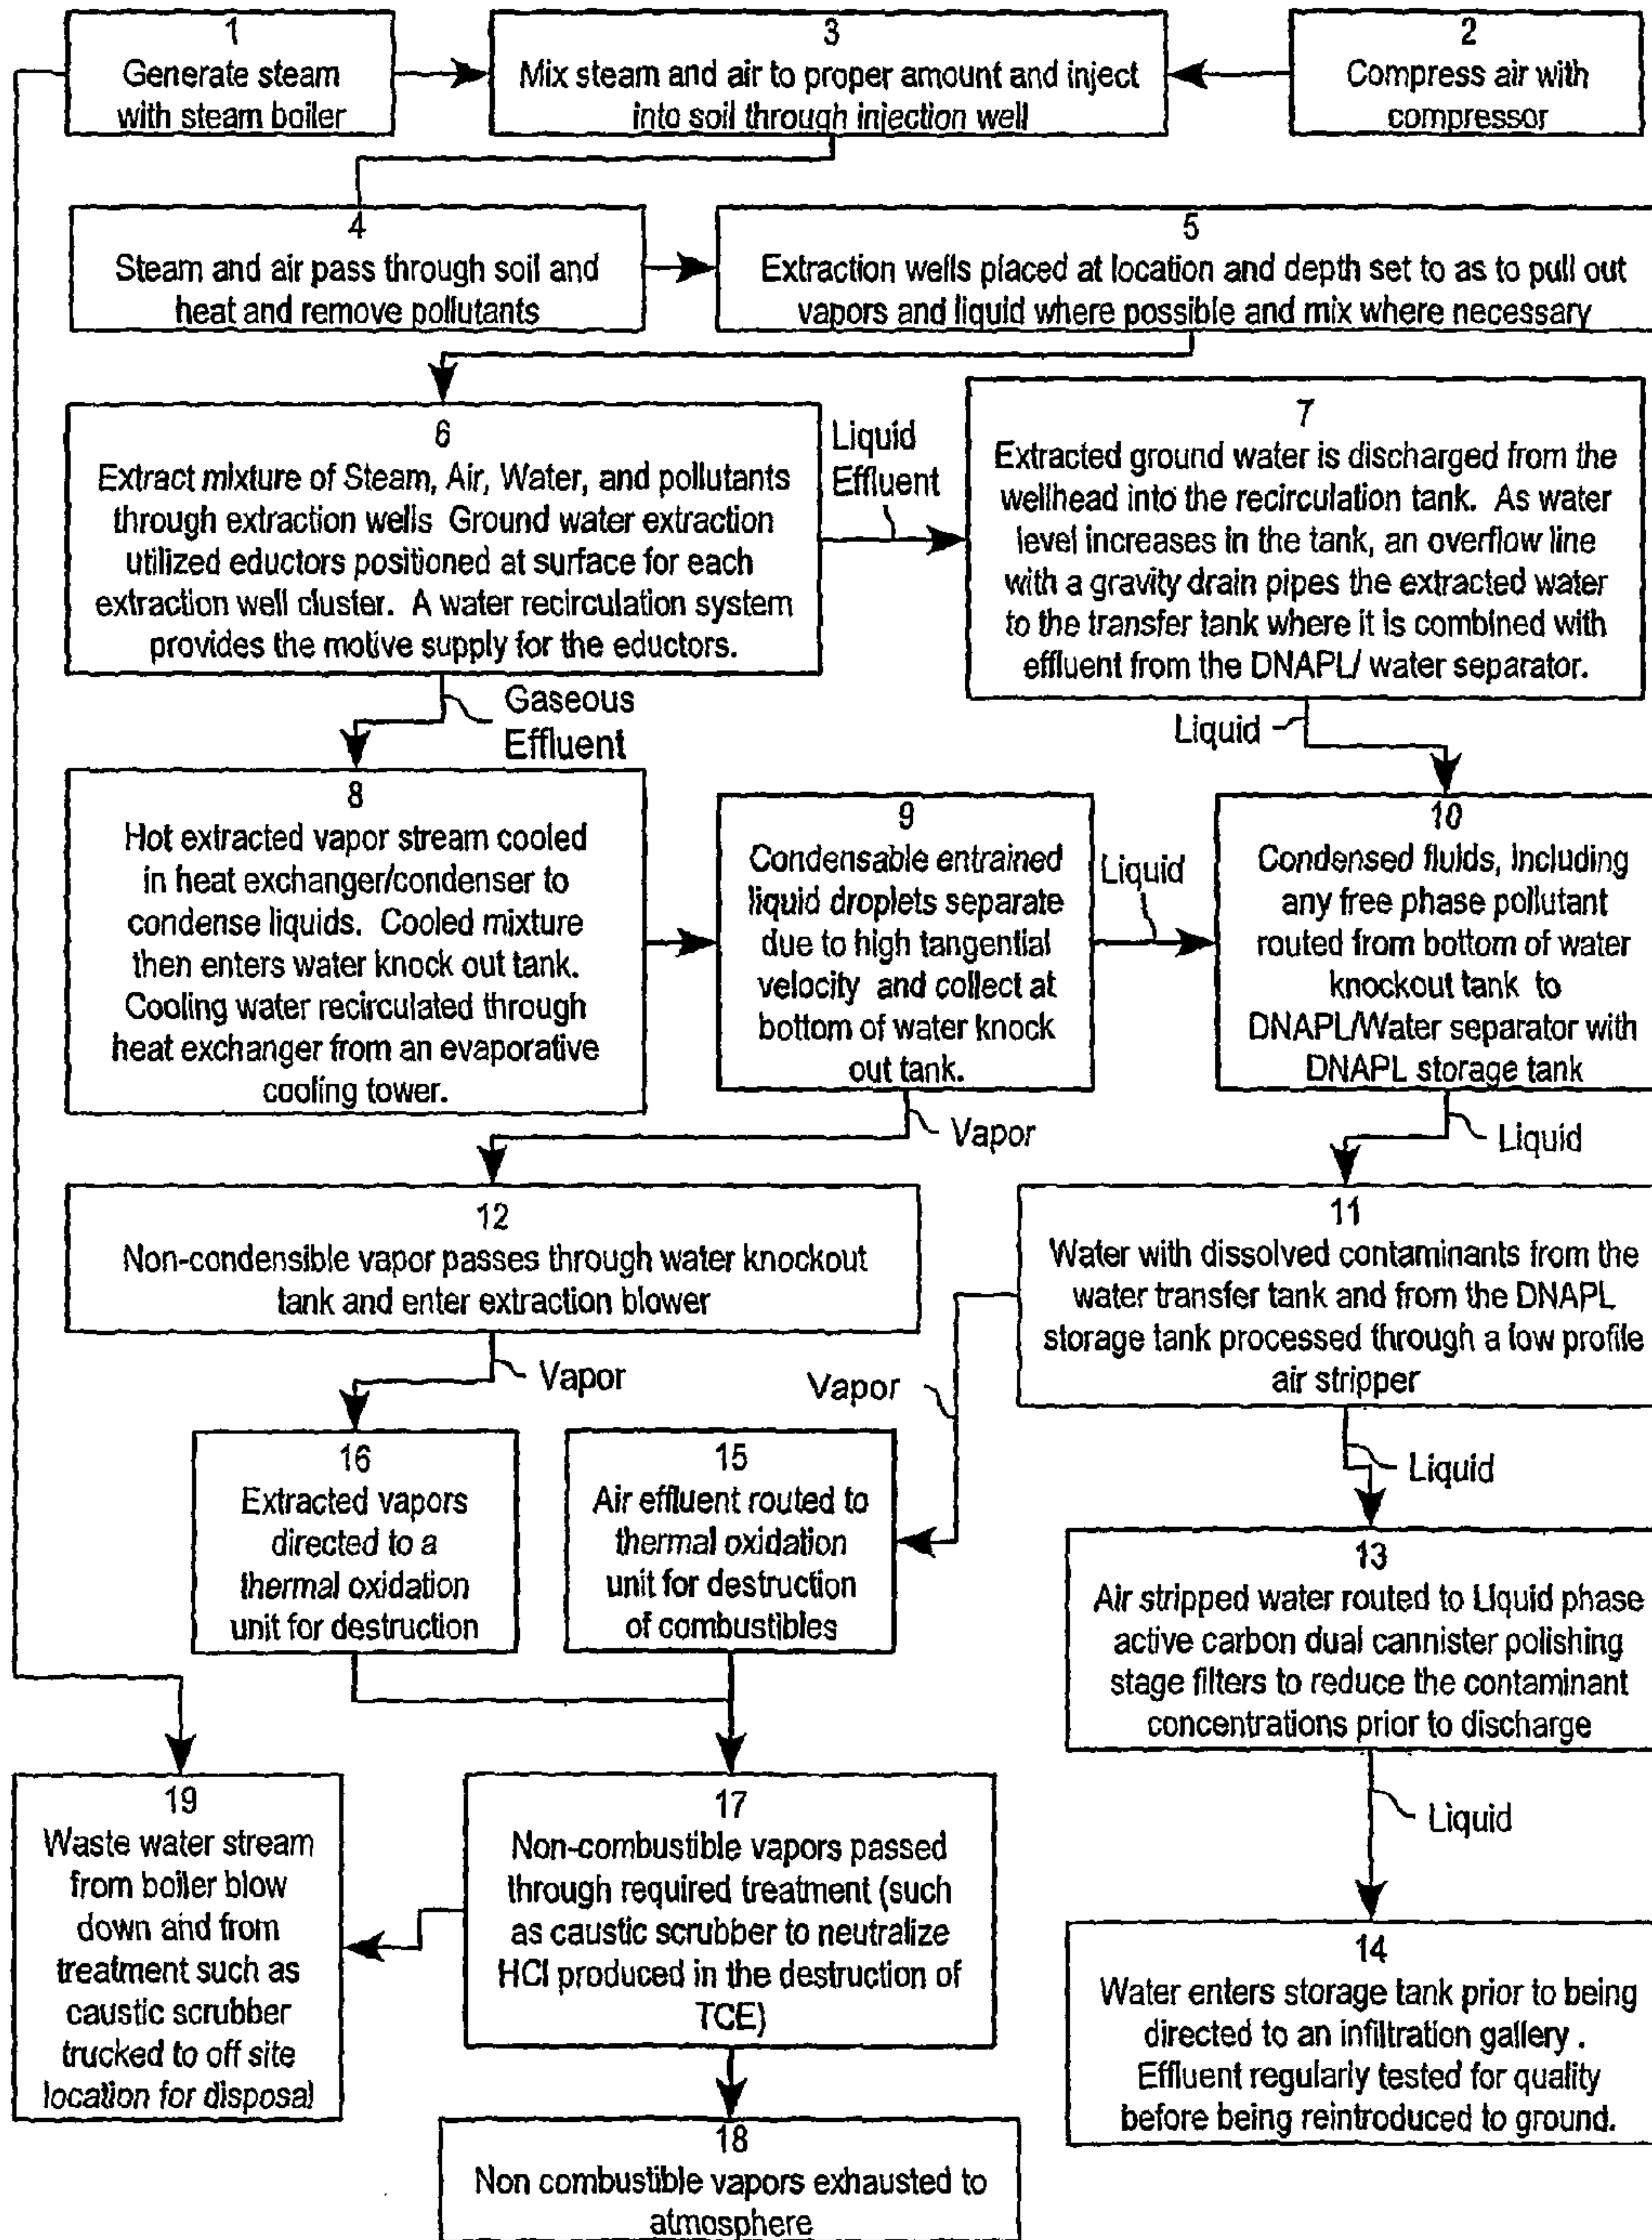 1
Generate steam
with steam boiler
3
Mix steam and air to proper amount and inject
into soil through injection well
2
Compress air with
compressor
4
Steam and air pass through soil and
heat and remove pollutants
5
Extraction wells placed at location and depth set to as to pull out
vapors and liquid where possible and mix where necessary
6
Extract mixture of Steam, Air, Water, and pollutants
through extraction wells Ground water extraction
utilized eductors positioned at surface for each
extraction well cluster. A water recirculation system
provides the motive supply for the eductors.
Liquid
Effluent
7
Extracted ground water is discharged from the
wellhead into the recirculation tank. As water
level increases in the tank, an overflow line
with a gravity drain pipes the extracted water
to the transfer tank where it is combined with
effluent from the DNAPL/ water separator.
Gaseous
Effluent
Liquid
8
Hot extracted vapor stream cooled
in heat exchanger/condenser to
condense liquids. Cooled mixture
then enters water knock out tank.
Cooling water recirculated through
heat exchanger from an evaporative
cooling tower.
9
Condensable entrained
liquid droplets separate
due to high tangential
velocity and collect at
bottom of water knock
out tank.
Liquid
10
Condensed fluids, including
any free phase pollutant
routed from bottom of water
knockout tank to
DNAPL/Water separator with
DNAPL storage tank
Vapor
Liquid
12
Non-condensible vapor passes through water knockout
tank and enter extraction blower
11
Water with dissolved contaminants from the
water transfer tank and from the DNAPL
storage tank processed through a low profile
air stripper
Vapor
Vapor
Liquid
16
Extracted vapors
directed to a
thermal oxidation
unit for destruction
15
Air effluent routed to
thermal oxidation
unit for destruction
of combustibles
13
Air stripped water routed to Liquid phase
active carbon dual cannister polishing
stage filters to reduce the contaminant
concentrations prior to discharge
Liquid
19
Waste water stream
from boiler blow
down and from
treatment such as
caustic scrubber
trucked to off site
location for disposal
17
Non-combustible vapors passed
through required treatment (such
as caustic scrubber to neutralize
HCl produced in the destruction of
TCE)
14
Water enters storage tank prior to being
directed to an infiltration gallery .
Effluent regularly tested for quality
before being reintroduced to ground.
18
Non combustible vapors exhausted to
atmosphere